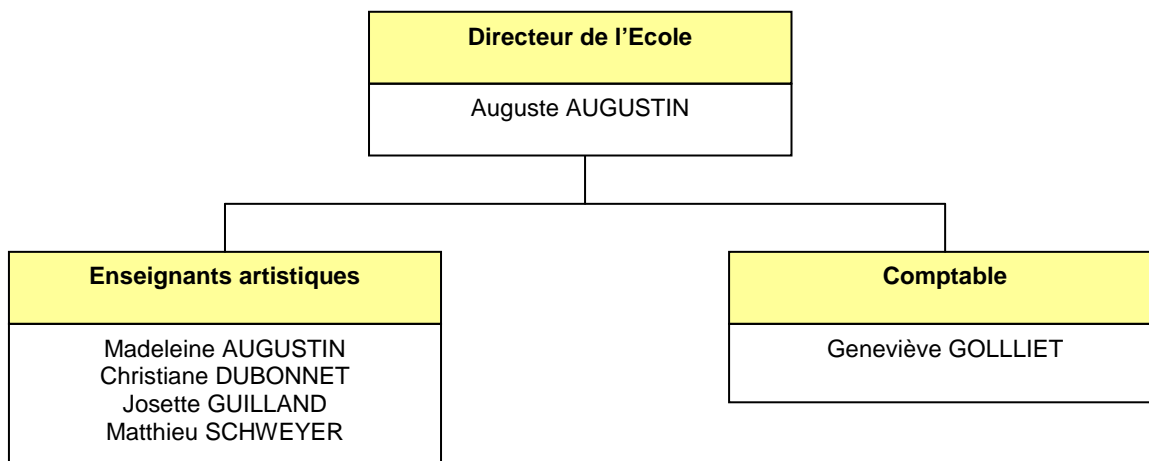 Directeur de l'Ecole
Auguste AUGUSTIN
Enseignants artistiques
Madeleine AUGUSTIN
Christiane DUBONNET
Josette GUILLAND
Matthieu SCHWEYER
Comptable
Geneviève GOLLLIET